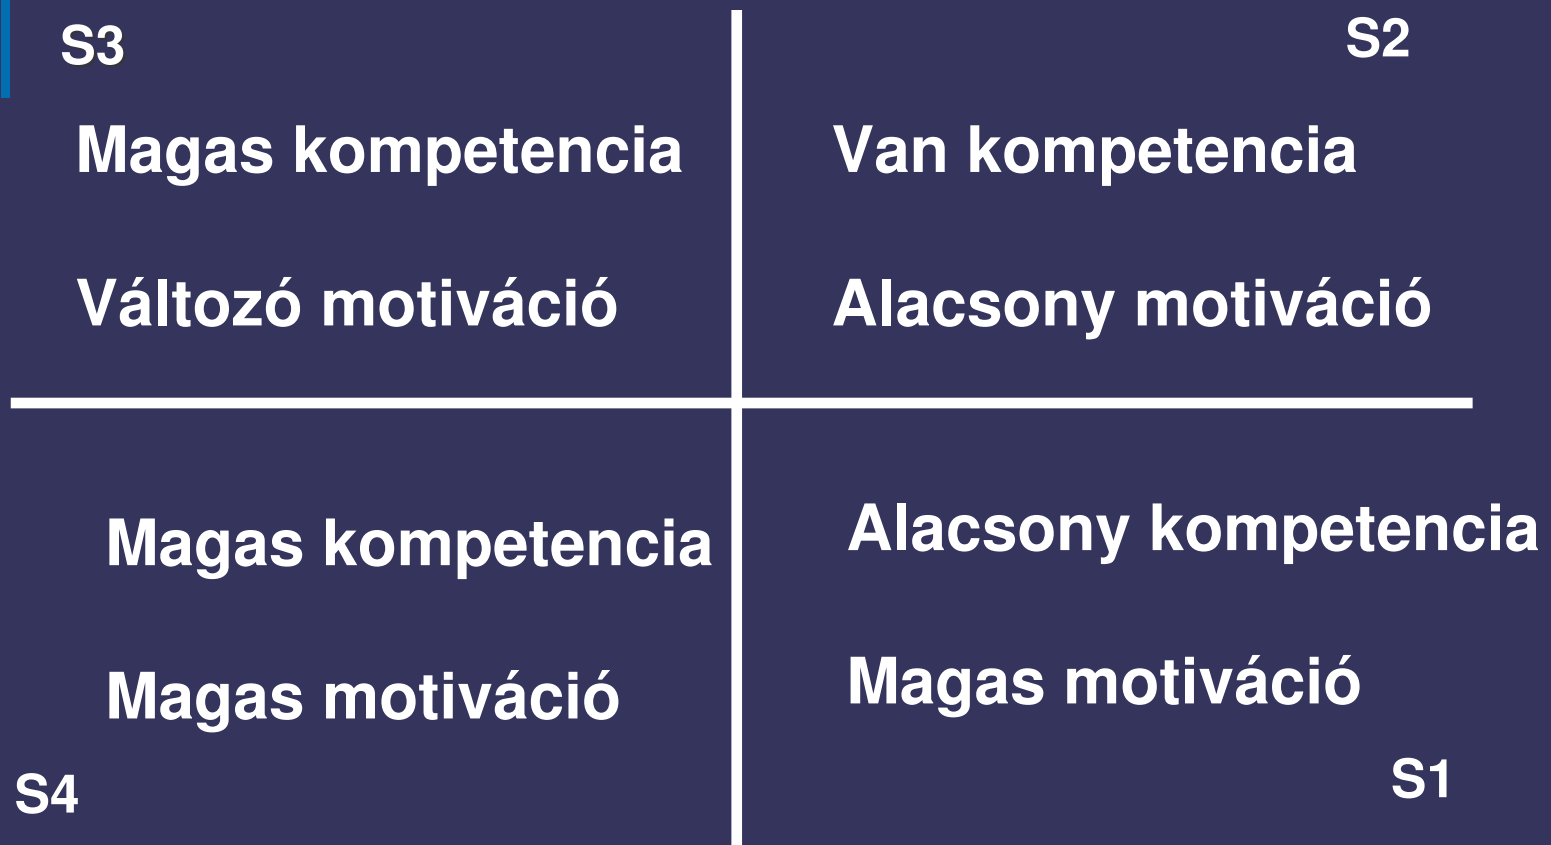 S3
Magas kompetencia
Változó motiváció
S2
Van kompetencia
Alacsony motiváció
Magas kompetencia
Magas motiváció
S4
Alacsony kompetencia
Magas motiváció
S1